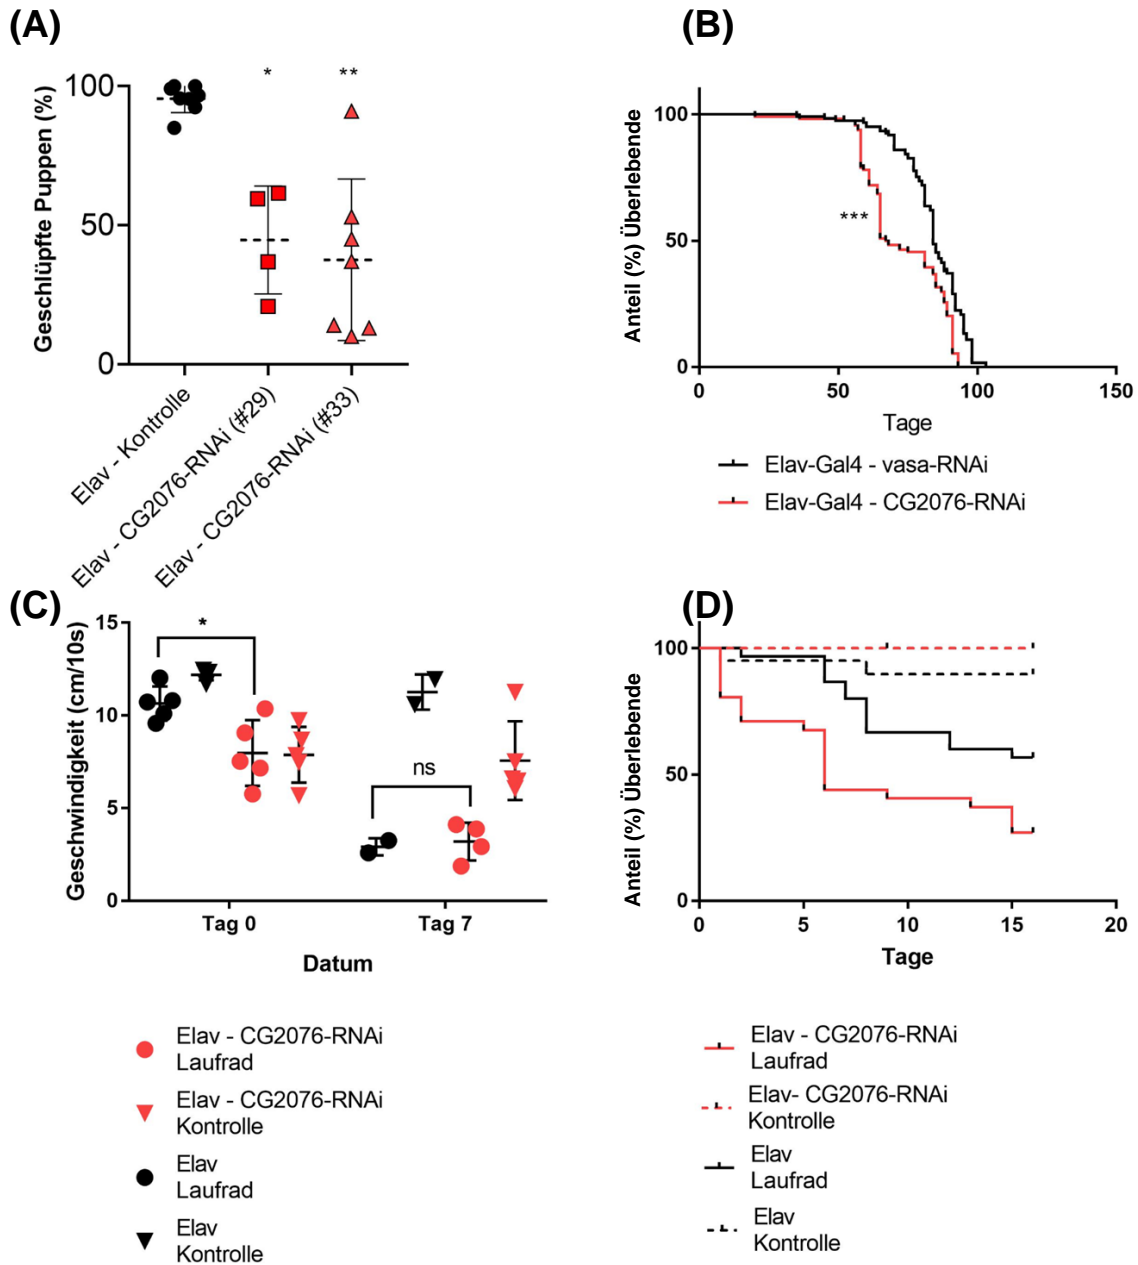 (A)
Geschlüpfte Puppen (%)
100
50
0
*
**
Elav - Kontrolle
Elav - CG2076-RNAi (#29)
Elav - CG2076-RNAi (#33)
(B)
Anteil (%) Überlebende
100
50
0
***
0
50
100
150
Tage
Elav-Gal4 - vasa-RNAi
Elav-Gal4 - CG2076-RNAi
(C)
Geschwindigkeit (cm/10s)
15
10
5
0
*
ns
Tag 0
Tag 7
Datum
Elav - CG2076-RNAi
Laufrad
Elav - CG2076-RNAi
Kontrolle
Elav
Laufrad
Elav
Kontrolle
(D)
Anteil (%) Überlebende
100
50
0
0
5
10
15
20
Tage
Elav - CG2076-RNAi
Laufrad
Elav- CG2076-RNAi
Kontrolle
Elav
Laufrad
Elav
Kontrolle